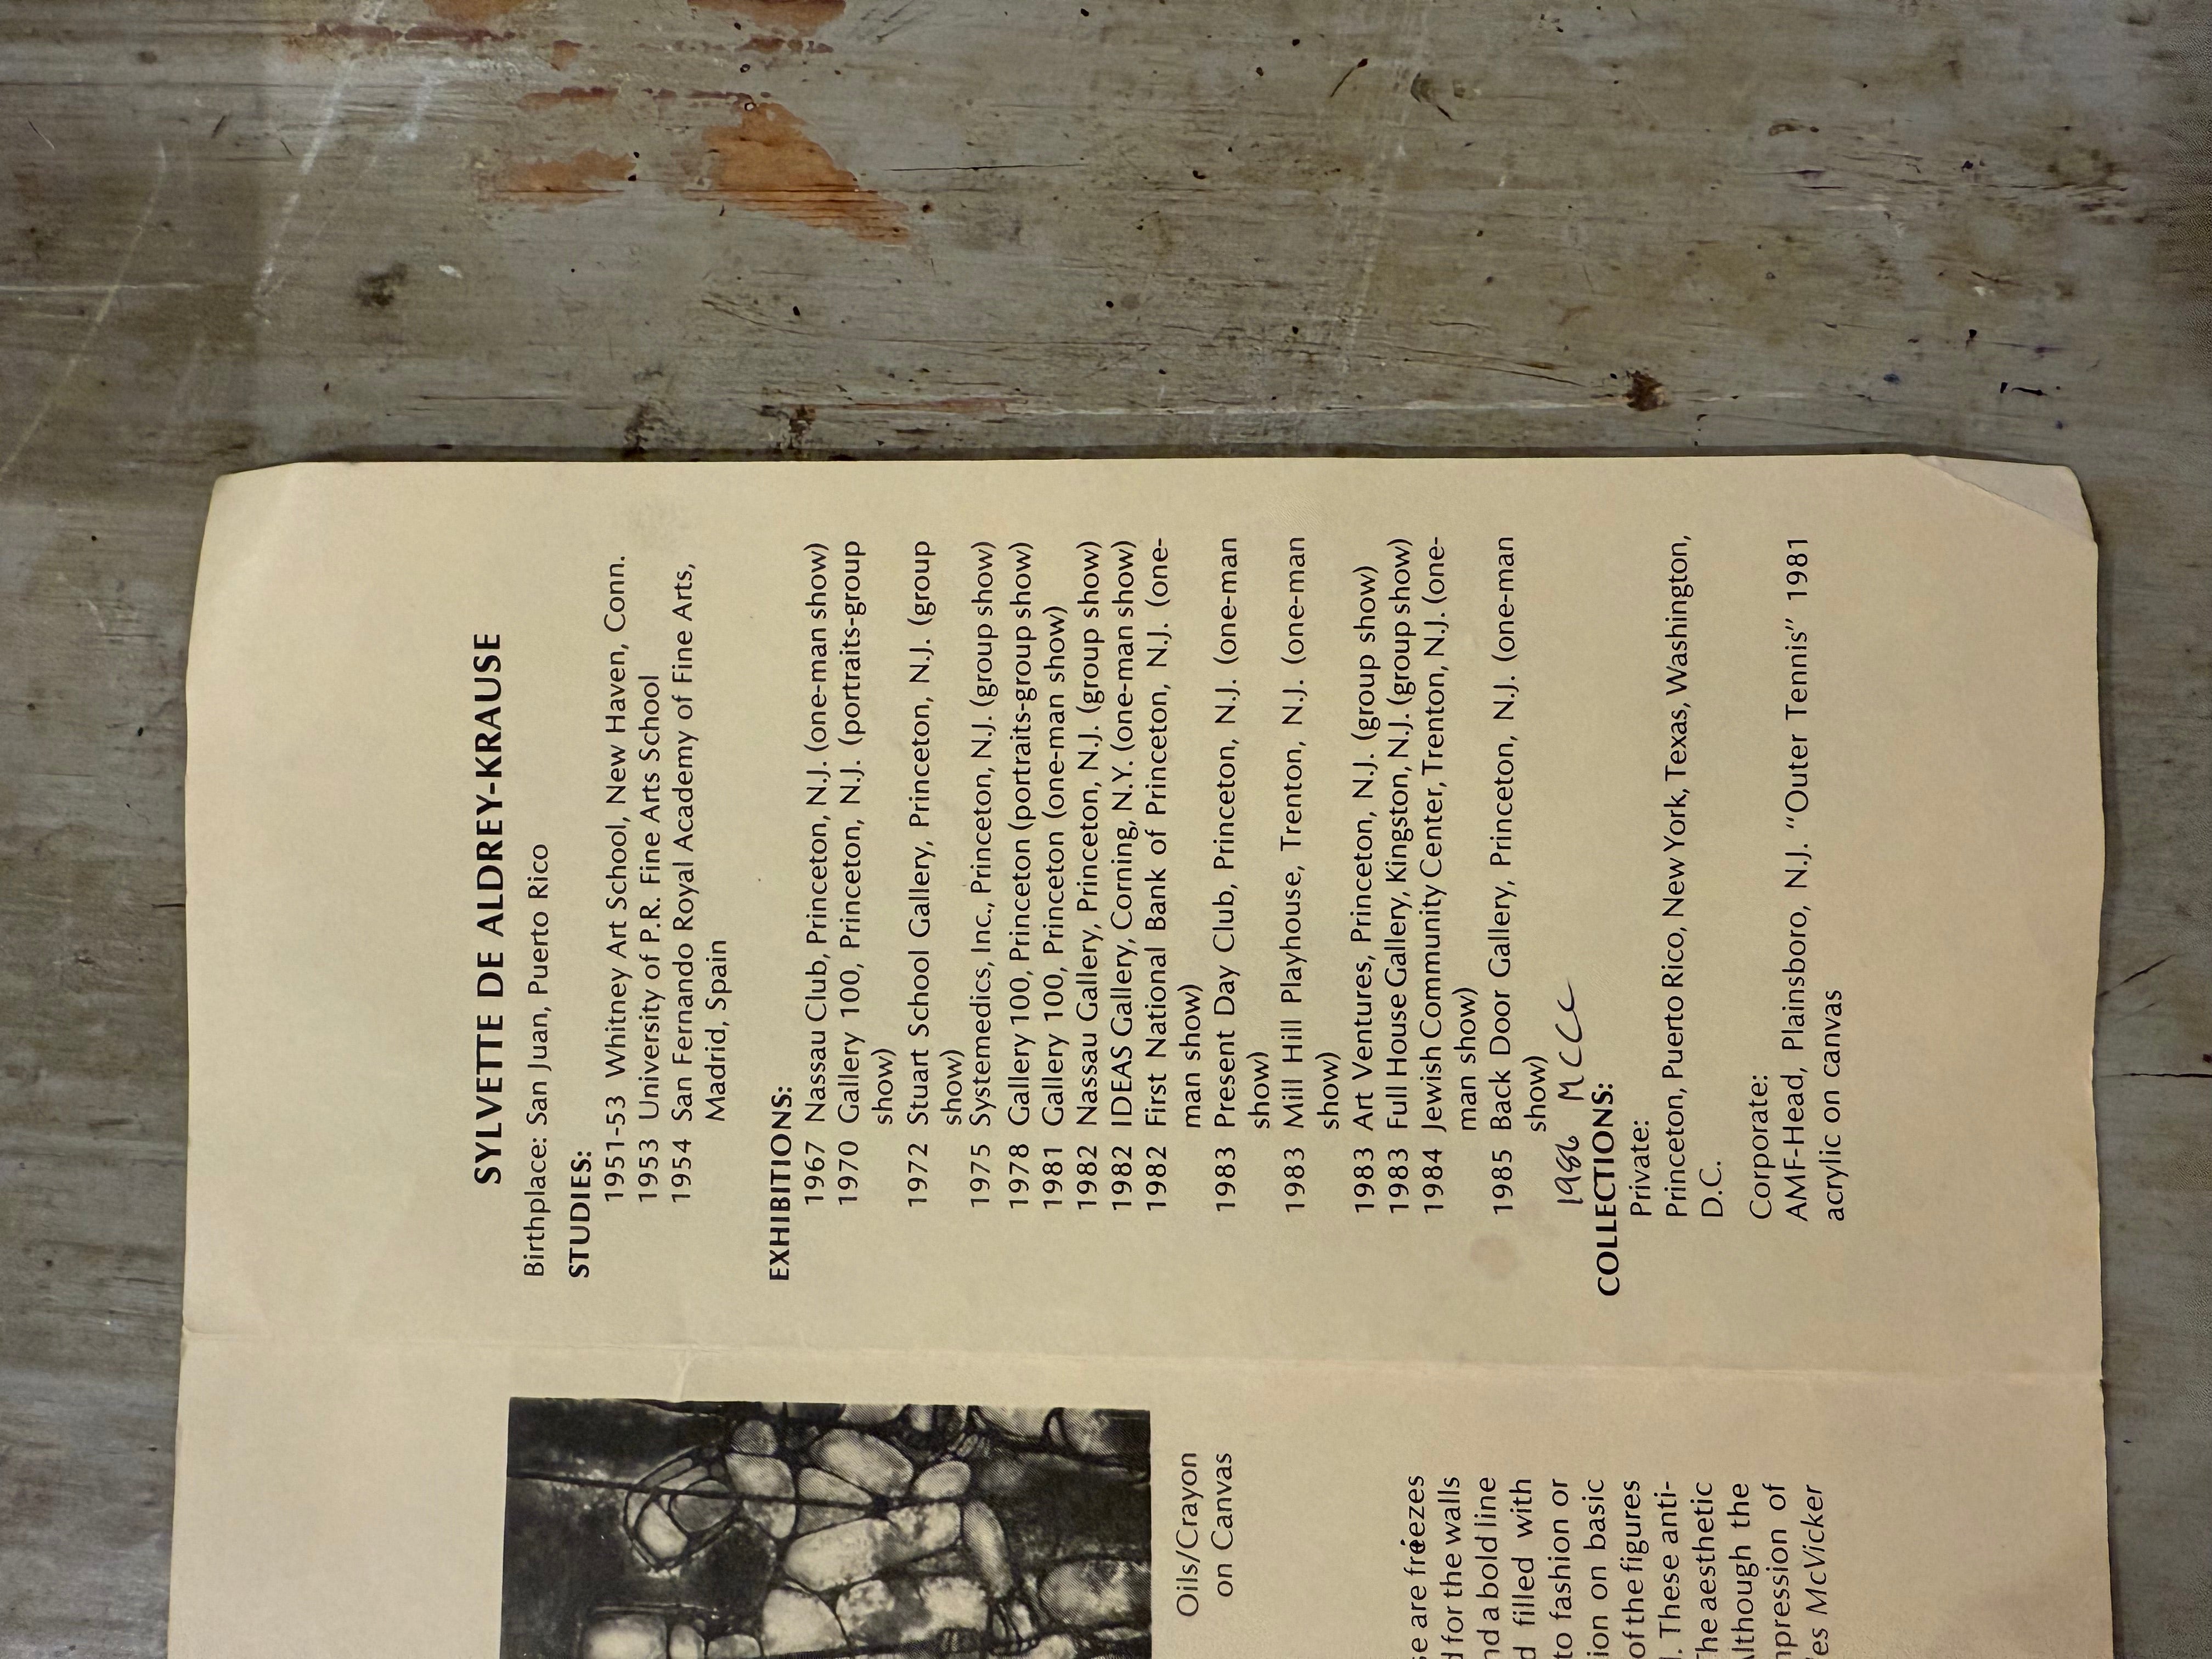 SYLVETTE DE ALDREY-KRAUSE
Birthplace: San Juan, Puerto Rico
STUDIES:
1951-53 Whitney Art School, New Haven, Conn.
1953 University of P.R. Fine Arts School
1954 San Fernando Royal Academy of Fine Arts,
Madrid, Spain
EXHIBITIONS:
1967 Nassau Club, Princeton, N.J. (one-man show)
1970 Gallery 100, Princeton, N.J. (portraits-group
show)
1972 Stuart School Gallery, Princeton, N.J. (group
show)
1975 Systemedics, Inc., Princeton, N.J. (group show)
1978 Gallery 100, Princeton (portraits-group show)
1981 Gallery 100, Princeton (one-man show)
1982 Nassau Gallery, Princeton, N.J. (group show)
1982 IDEAS Gallery, Corning, N.Y. (one-man show)
1982 First National Bank of Princeton, N.J. (one-
man show)
1983 Present Day Club, Princeton, N.J. (one-man
show)
1983 Mill Hill Playhouse, Trenton, N.J. (one-man
show)
1983 Art Ventures, Princeton, N.J. (group show)
1983 Full House Gallery, Kingston, N.J. (group show)
1984 Jewish Community Center, Trenton, N.J. (one-
man show)
1985 Back Door Gallery, Princeton, N.J. (one-man
show)
1986 MCCC
COLLECTIONS:
Private:
Princeton, Puerto Rico, New York, Texas, Washington,
D.C.
Corporate:
AMF-Head, Plainsboro, N.J. "Outer Tennis" 1981
acrylic on canvas
Oils/Crayon
on Canvas
are friezes
for the walls
a bold line
filled with
to fashion or
on basic
of the figures
These anti-
The aesthetic
Although the
of
McVicker